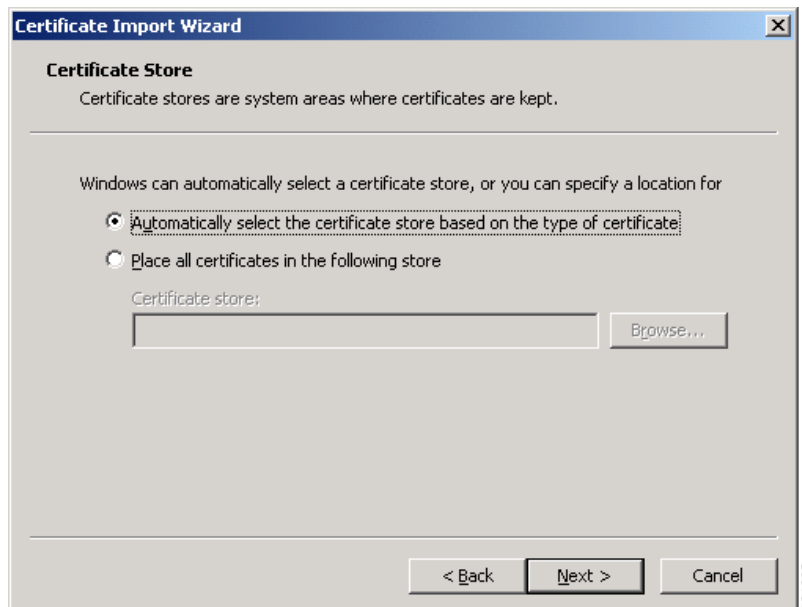 Certificate Import Wizard
Certificate Store
Certificate stores are system areas where certificates are kept.
Windows can automatically select a certificate store, or you can specify a location for
Automatically select the certificate store based on the type of certificate
Place all certificates in the following store
Certificate store:
Browse...
< Back Next > Cancel